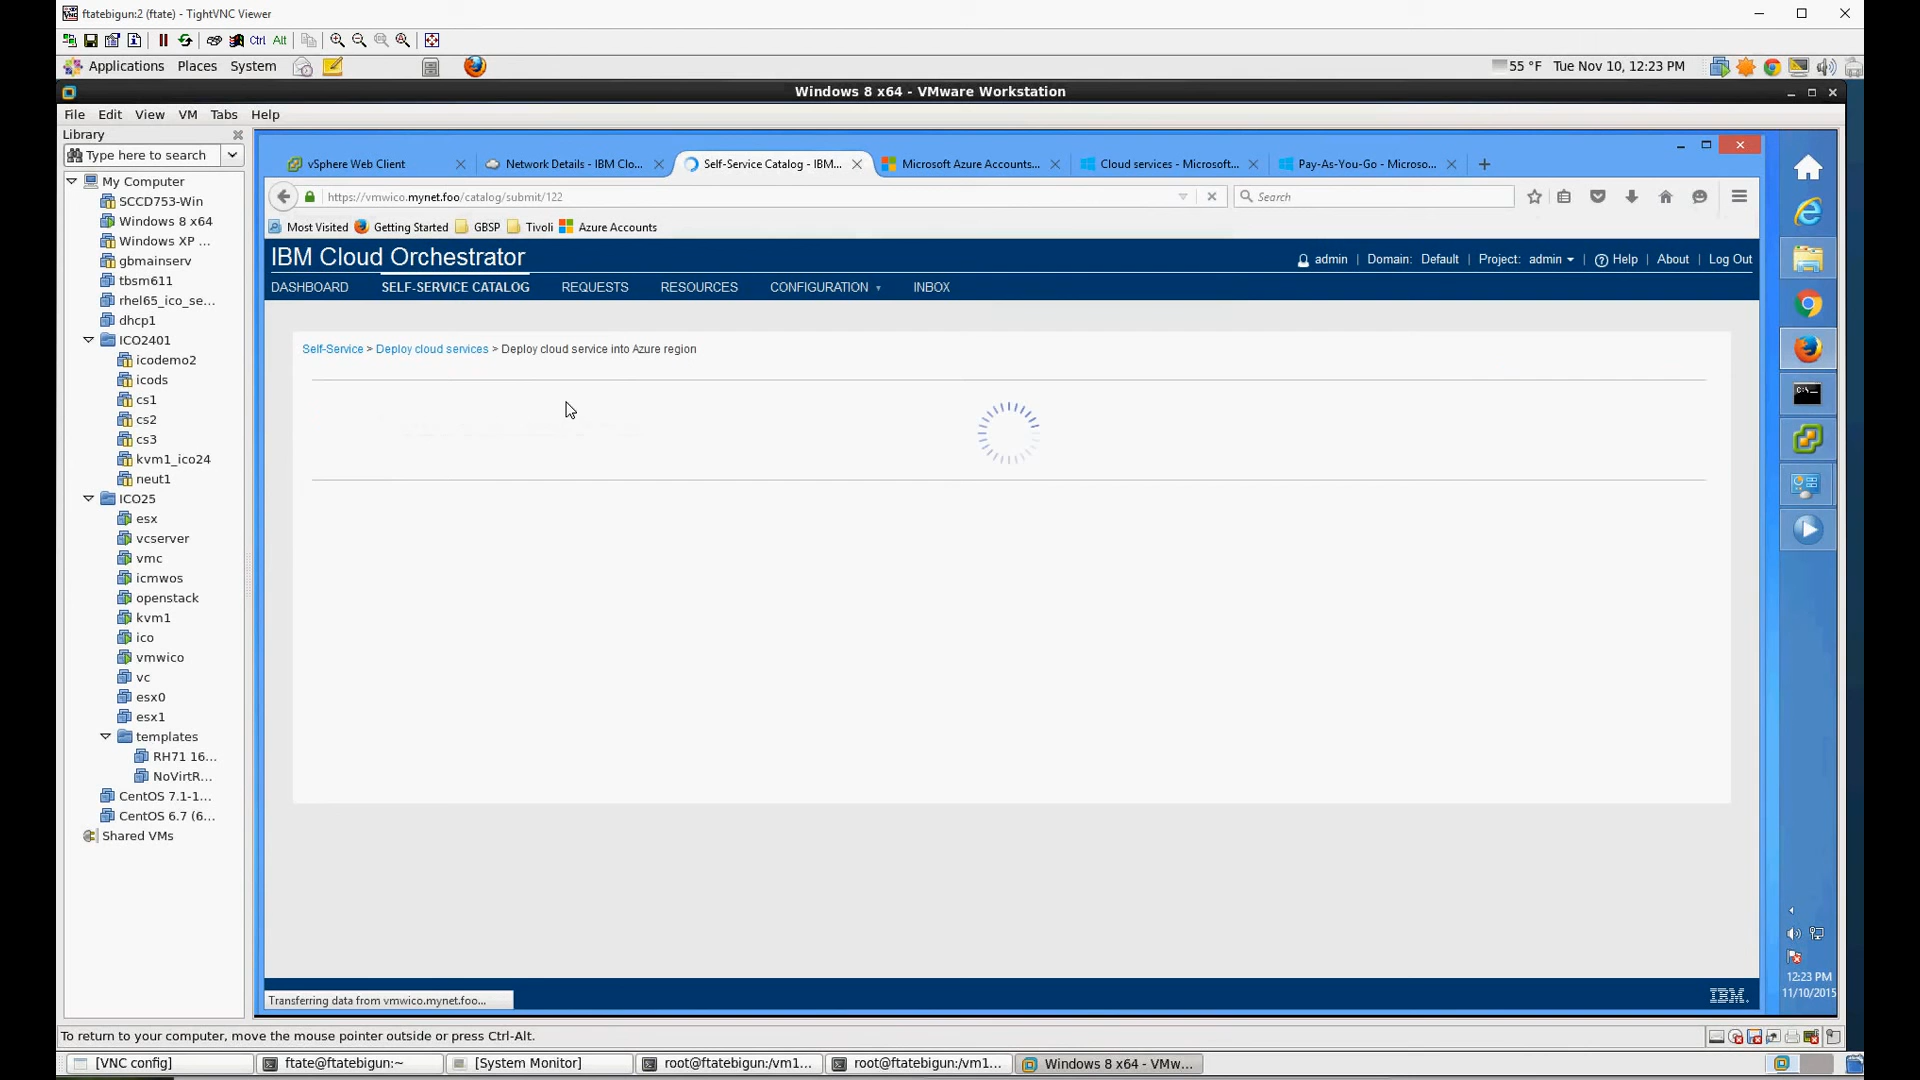 ftatebigun:2 (ftate) - TightVNC Viewer
Ctrl Alt
Applications Places System
55 °F Tue Nov 10, 12:23 PM
Windows 8 x64 - VMware Workstation
File Edit View VM Tabs Help
Library
Type here to search
My Computer
SCCD753-Win
Windows 8 x64
Windows XP ...
gbmainserv
tbsm611
rhel65_ico_se...
dhcp1
ICO2401
icodemo2
icods
cs1
cs2
cs3
kvm1_ico24
neut1
ICO25
esx
vcserver
vmc
icmwos
openstack
kvm1
ico
vmwico
vc
esx0
esx1
templates
RH71 16...
NoVirtR...
CentOS 7.1-1...
CentOS 6.7 (6...
Shared VMs
vSphere Web Client
Network Details - IBM Clo...
Self-Service Catalog - IBM...
Microsoft Azure Accounts...
Cloud services - Microsoft...
Pay-As-You-Go - Microso...
https://vmwico.mynet.foo/catalog/submit/122
Search
Most Visited Getting Started GBSP Tivoli Azure Accounts
IBM Cloud Orchestrator
admin | Domain: Default | Project: admin | Help | About | Log Out
DASHBOARD SELF-SERVICE CATALOG REQUESTS RESOURCES CONFIGURATION INBOX
Self-Service > Deploy cloud services > Deploy cloud service into Azure region
Transferring data from vmwico.mynet.foo...
IBM.
12:23 PM
11/10/2015
To return to your computer, move the mouse pointer outside or press Ctrl-Alt.
[VNC config]
ftate@ftatebigun:~
[System Monitor]
root@ftatebigun:/vm1...
root@ftatebigun:/vm1...
Windows 8 x64 - VMw...